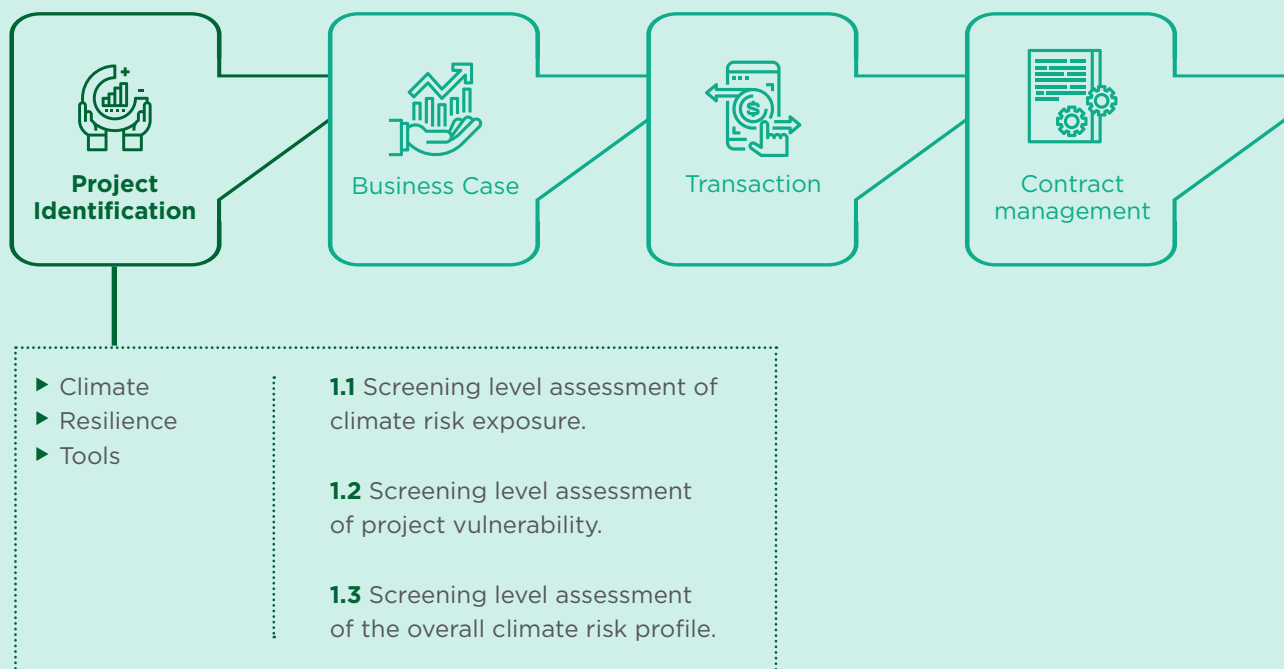 Project
Identification
Business Case
Transaction
Contract
management
▶ Climate
▶ Resilience
▶ Tools
1.1 Screening level assessment of
climate risk exposure.
1.2 Screening level assessment
of project vulnerability.
1.3 Screening level assessment
of the overall climate risk profile.